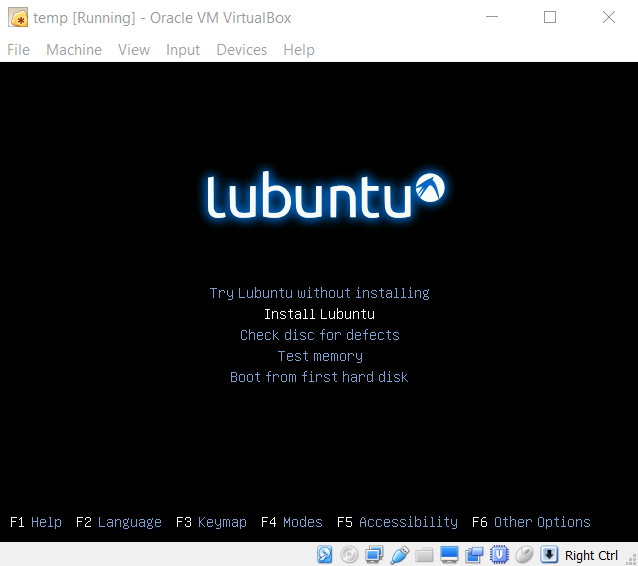 temp [Running] - Oracle VM VirtualBox
File Machine View Input Devices Help
lubuntu
Try Lubuntu without installing
Install Lubuntu
Check disc for defects
Test memory
Boot from first hard disk
F1 Help F2 Language F3 Keymap F4 Modes F5 Accessibility F6 Other Options
Right Ctrl